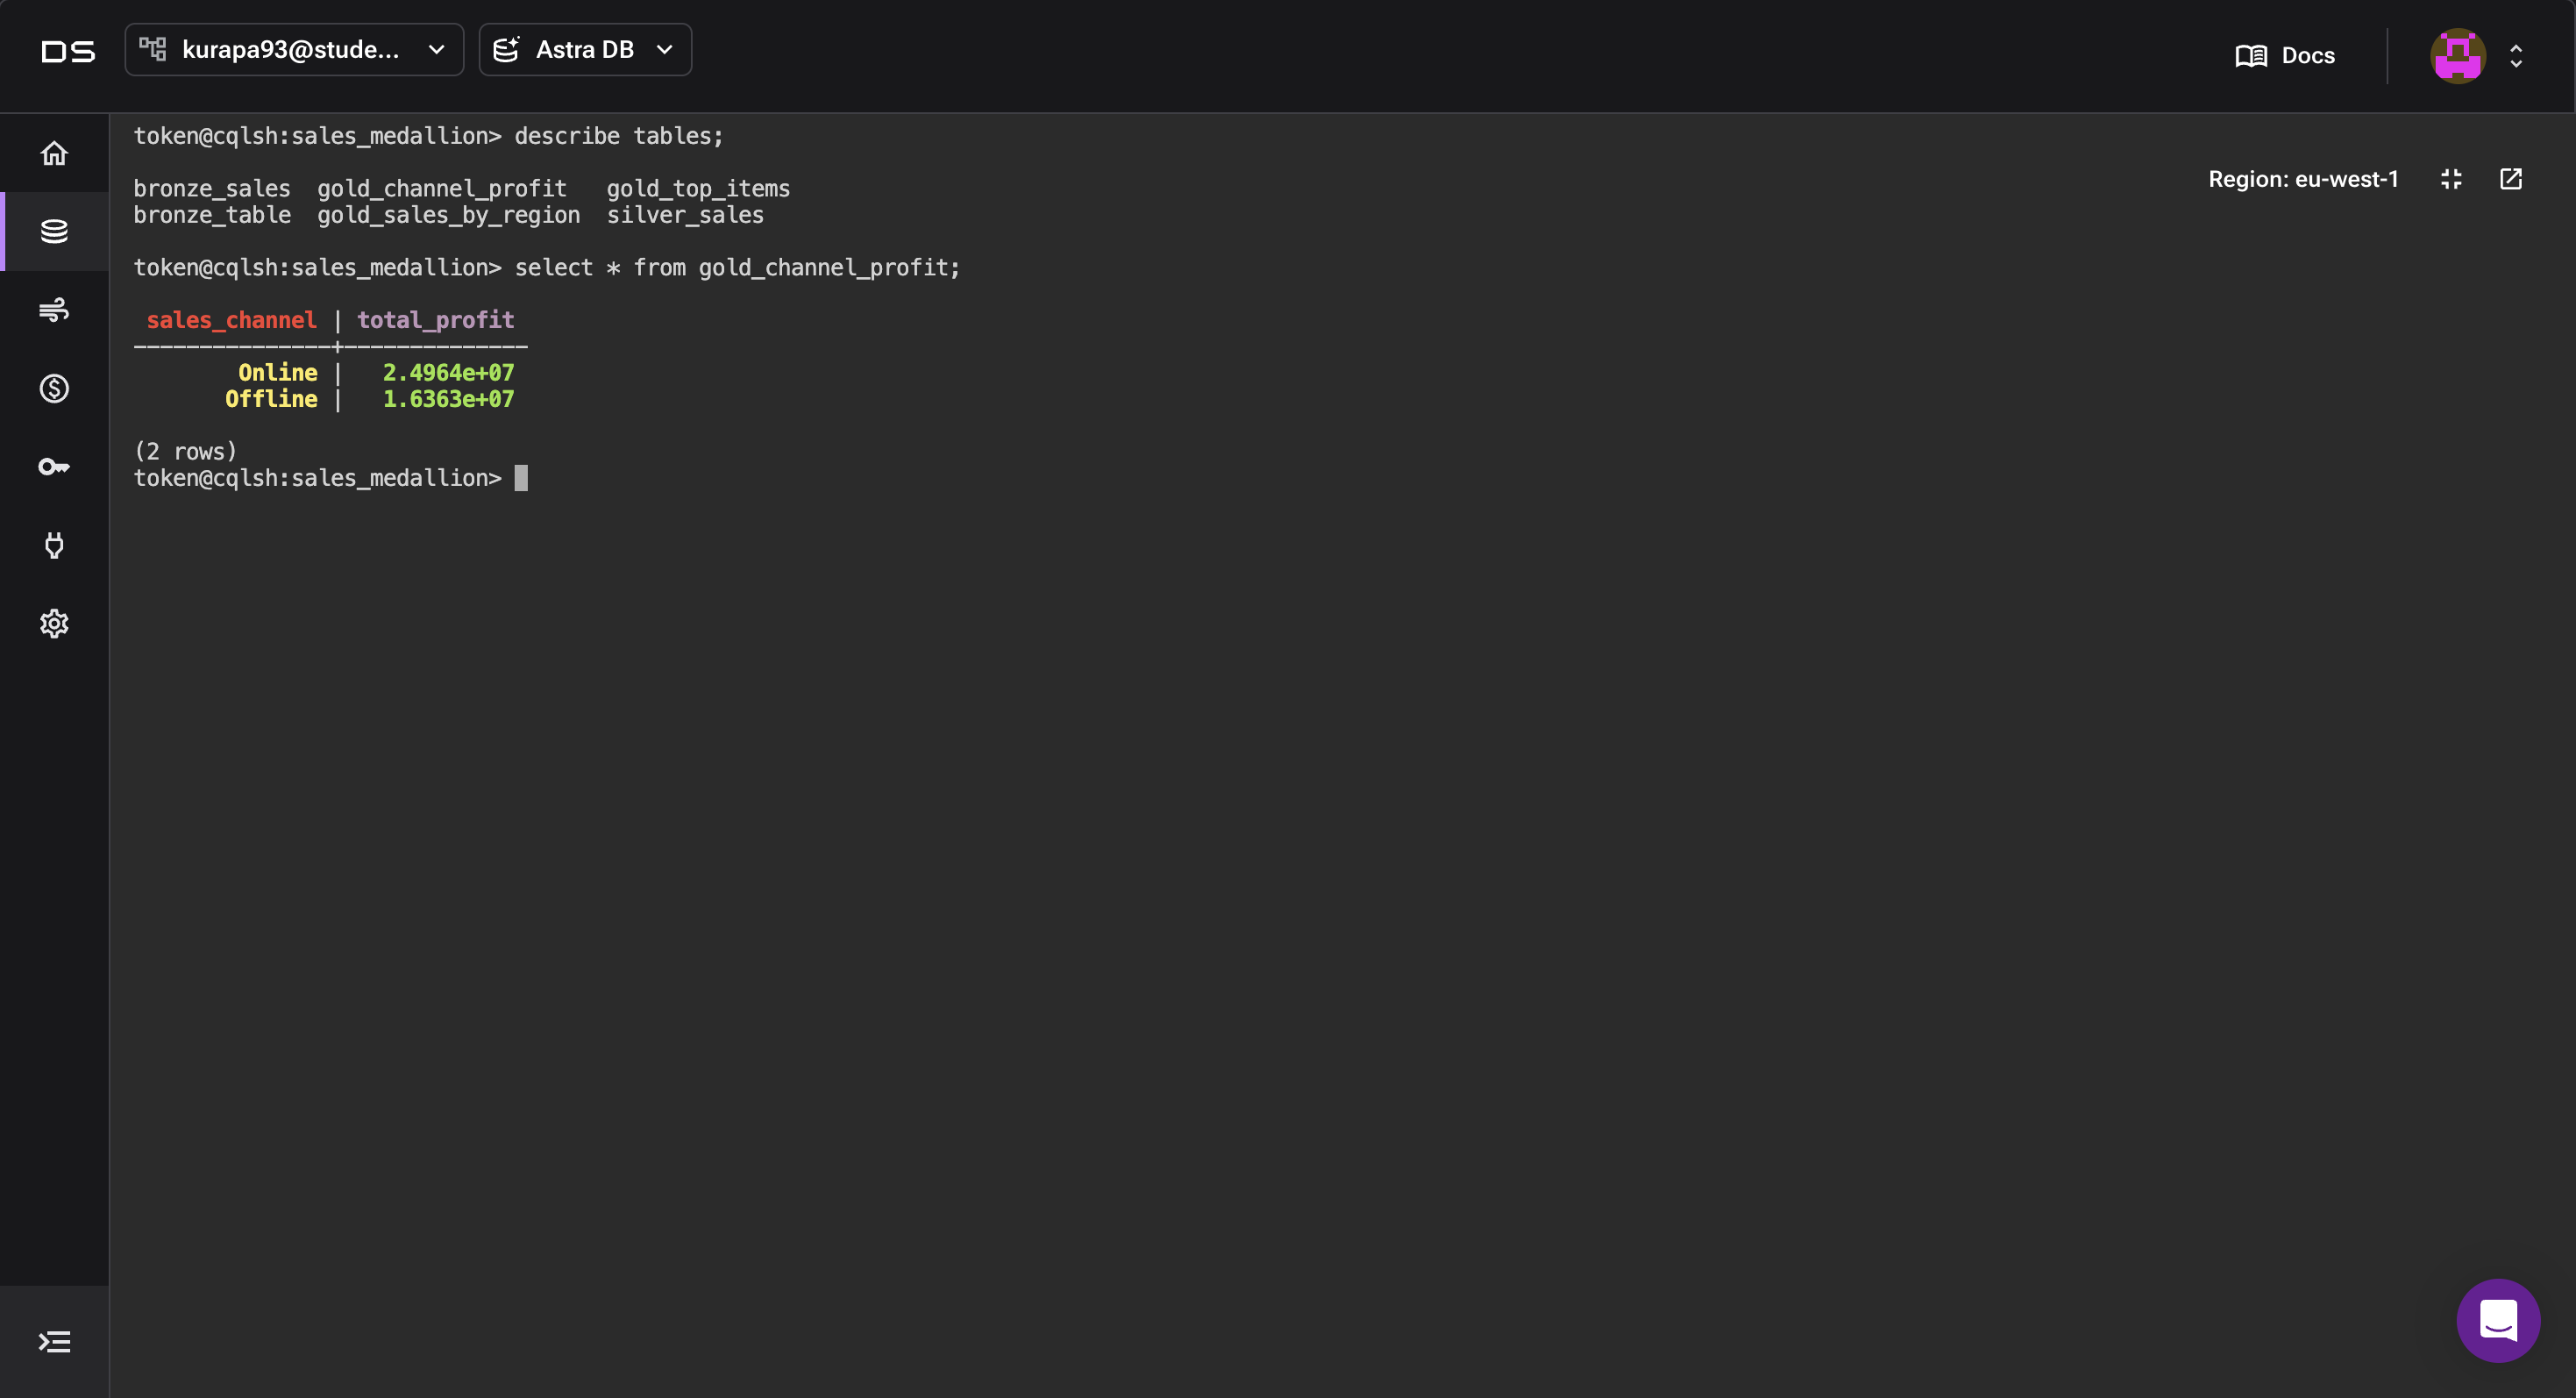 DS kurapa93@stude... Astra DB Docs
token@cqlsh:sales_medallion> describe tables;
Region: eu-west-1
bronze_sales  gold_channel_profit   gold_top_items
bronze_table  gold_sales_by_region  silver_sales
token@cqlsh:sales_medallion> select * from gold_channel_profit;
 sales_channel | total_profit
---------------+--------------
        Online |   2.4964e+07
       Offline |   1.6363e+07
(2 rows)
token@cqlsh:sales_medallion>